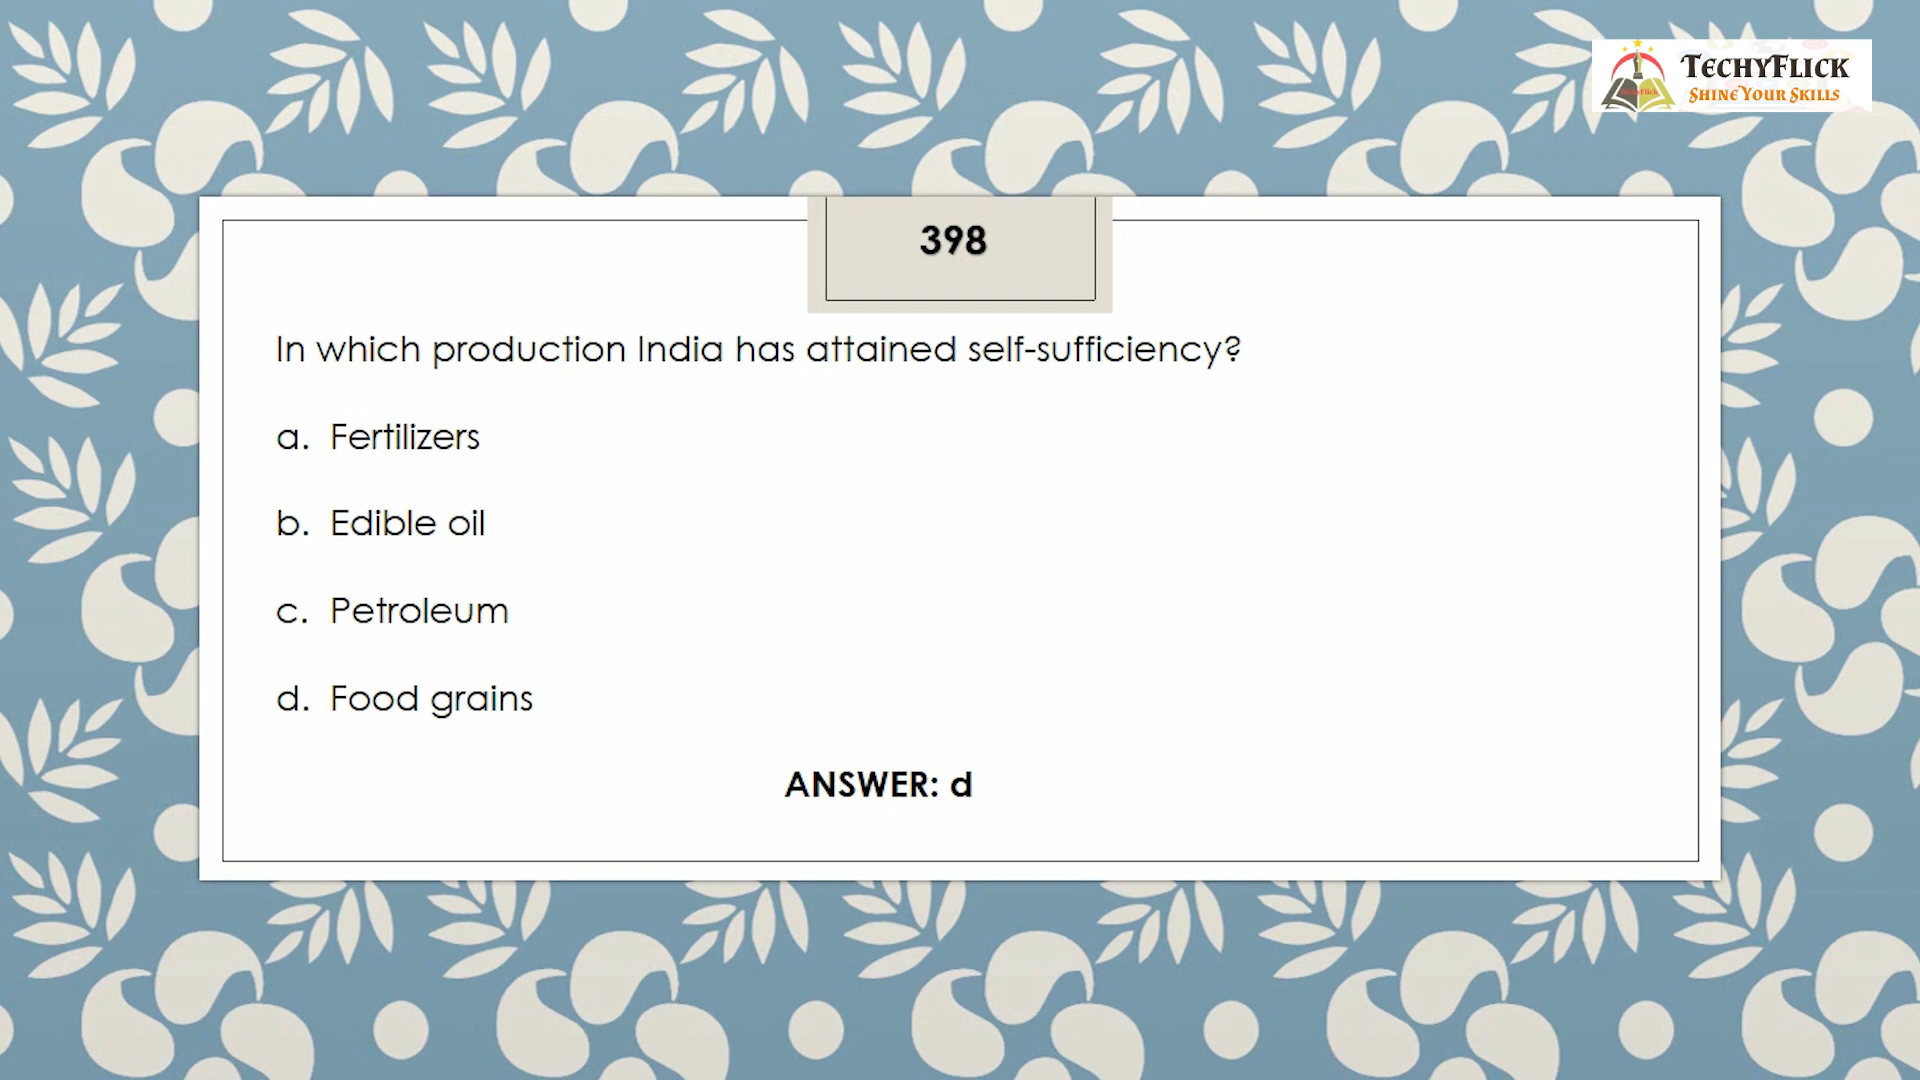 TECHYFLICK
SHINE YOUR SKILLS
398
In which production India has attained self-sufficiency?
a. Fertilizers
b. Edible oil
c. Petroleum
d. Food grains
ANSWER: d